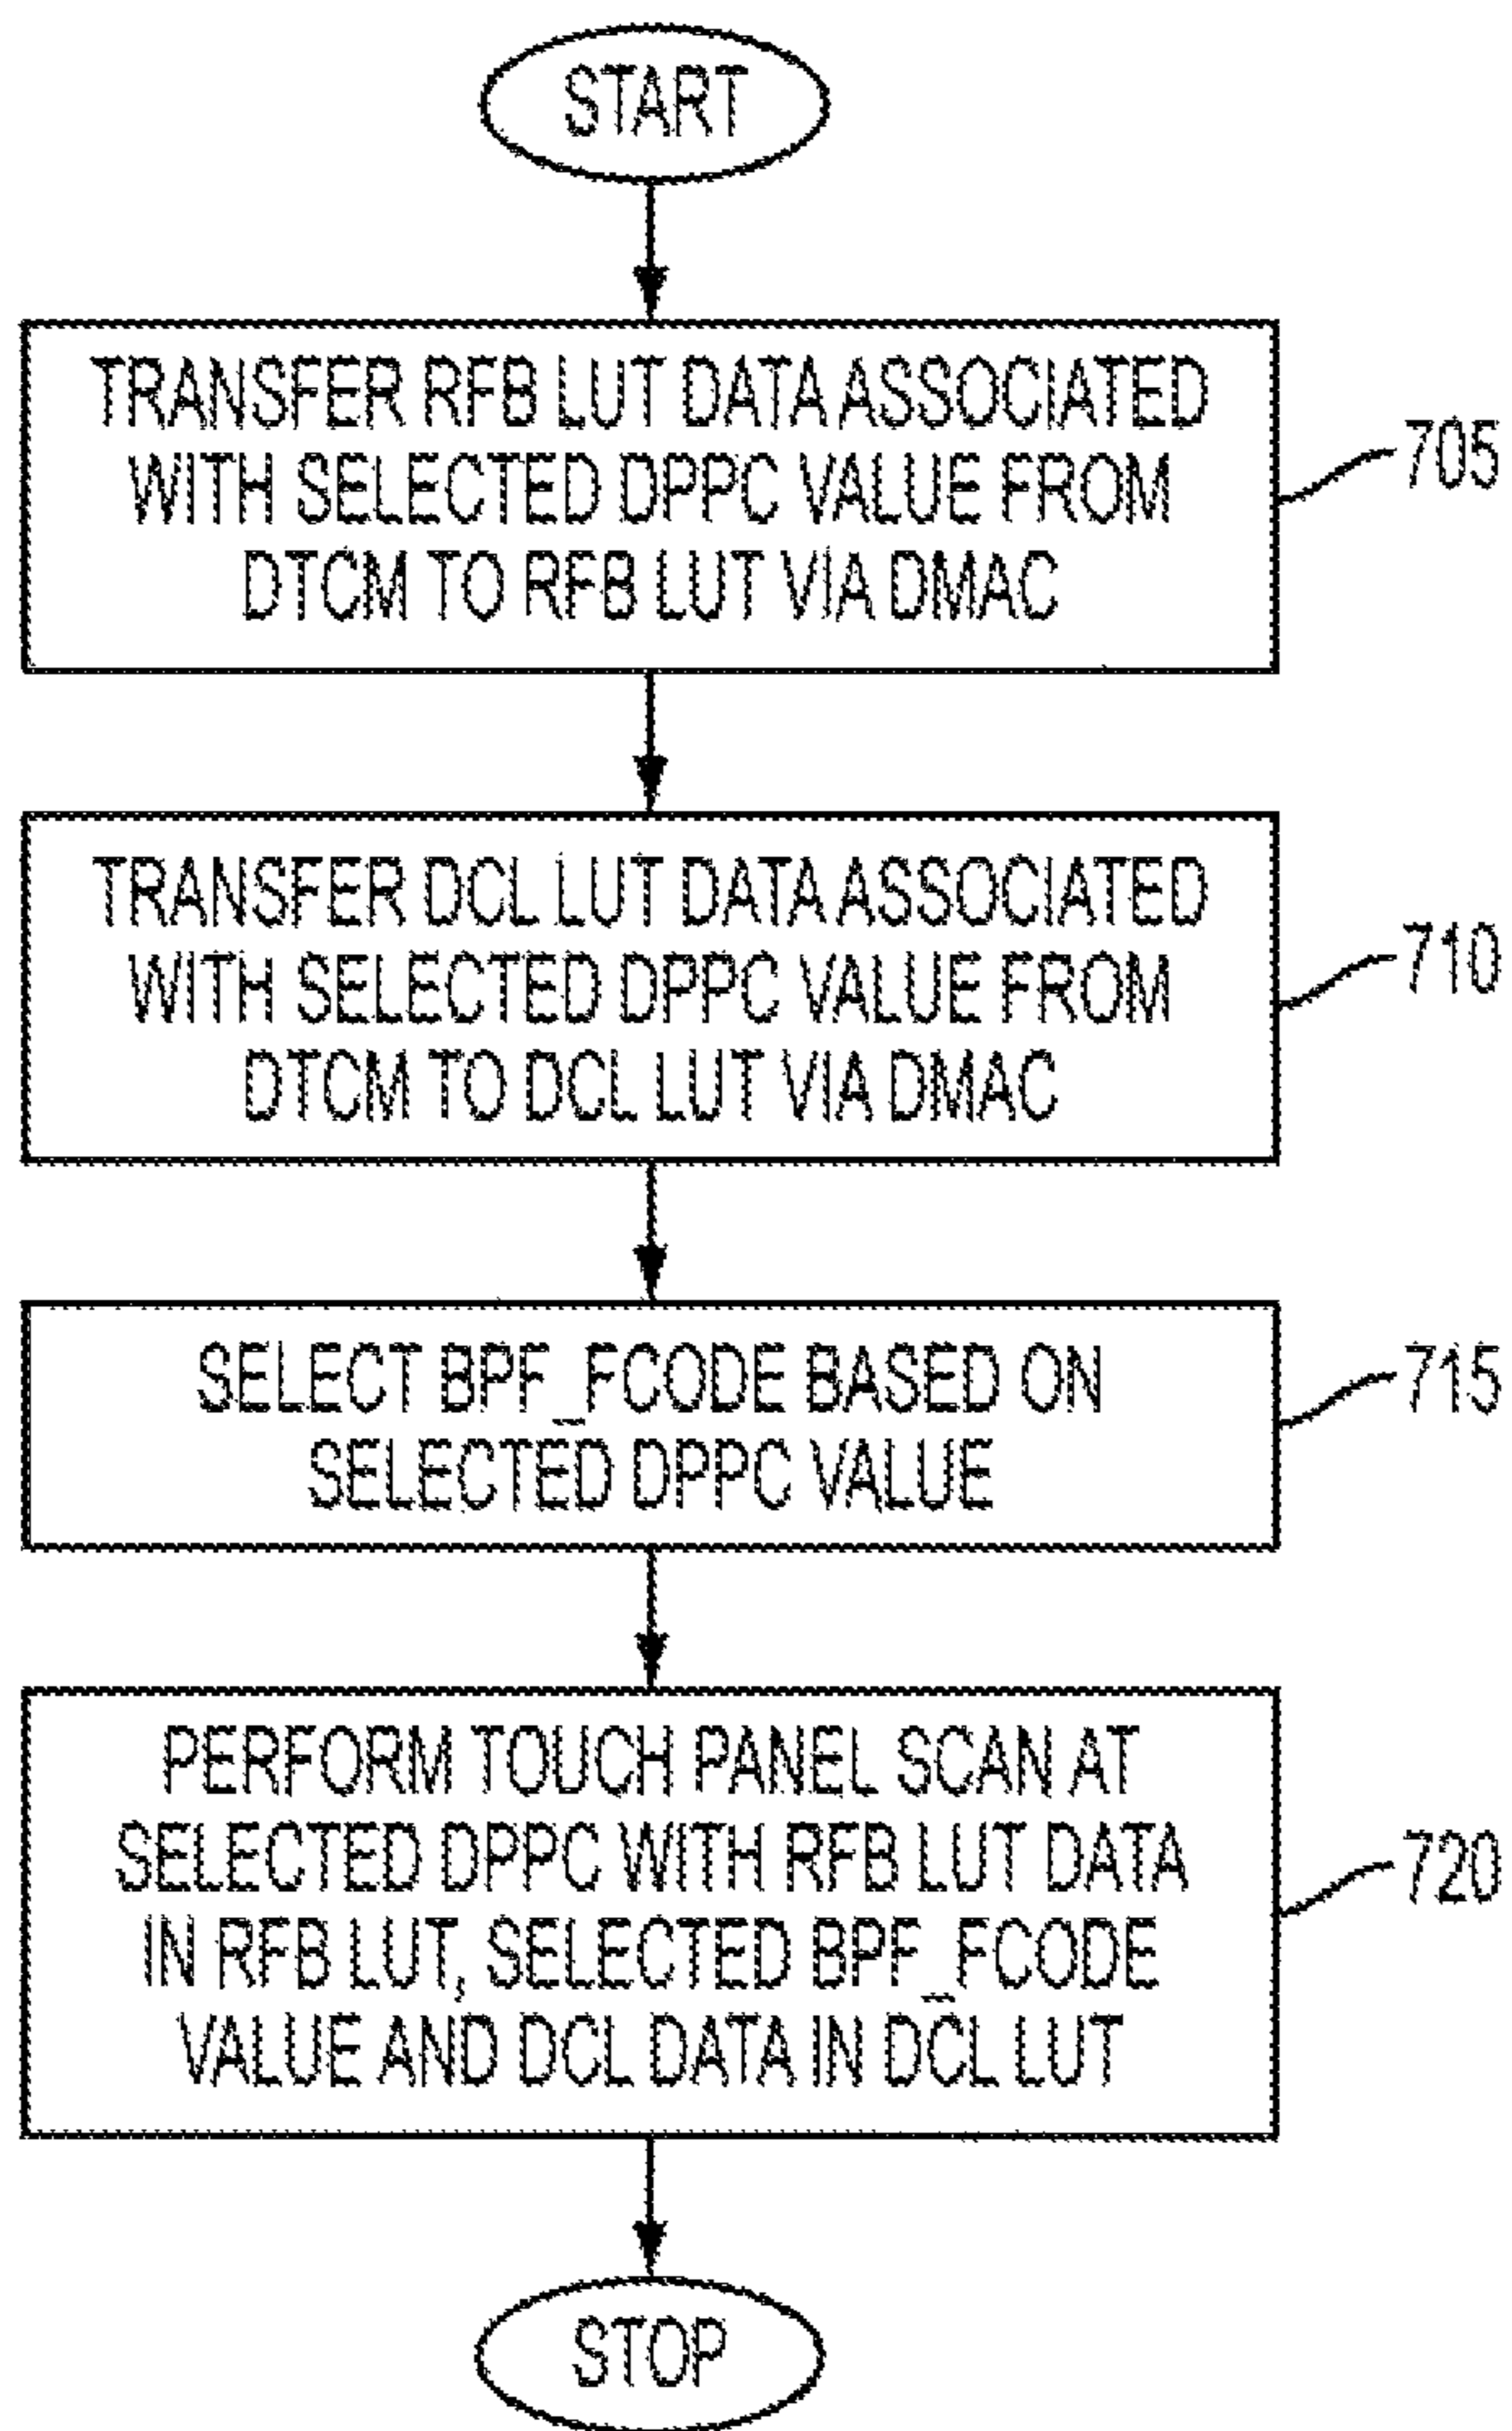 START
TRANSFER RFB LUT DATA ASSOCIATED
WITH SELECTED DPPC VALUE FROM
DTCM TO RFB LUT VIA DMAC
705
TRANSFER DCL LUT DATA ASSOCIATED
WITH SELECTED DPPC VALUE FROM
DTCM TO DCL LUT VIA DMAC
710
SELECT BPF_FCODE BASED ON
SELECTED DPPC VALUE
715
PERFORM TOUCH PANEL SCAN AT
SELECTED DPPC WITH RFB LUT DATA
IN RFB LUT, SELECTED BPF_FCODE
VALUE AND DCL DATA IN DCL LUT
720
STOP